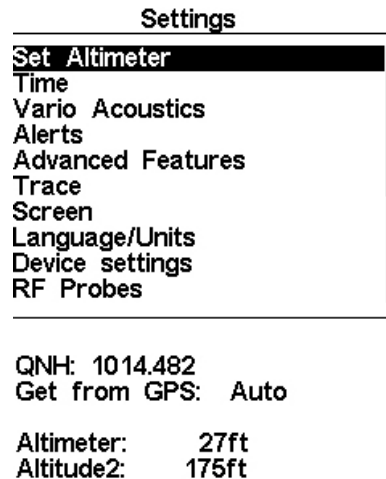 Settings
Set Altimeter
Time
Vario Acoustics
Alerts
Advanced Features
Trace
Screen
Language/Units
Device settings
RF Probes
QNH: 1014.482
Get from GPS: Auto
Altimeter: 27ft
Altitude2: 175ft